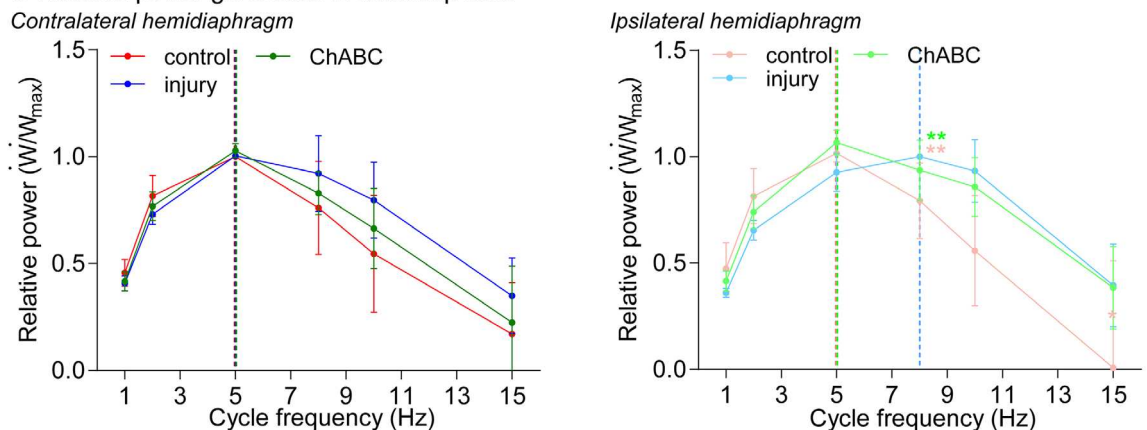 Contralateral hemidiaphragm
1.5
1.0
0.5
0.0
Relative power (Ẇ/Wmax)
control
ChABC
injury
1 3 5 7 9 11 13 15
Cycle frequency (Hz)
Ipsilateral hemidiaphragm
1.5
1.0
0.5
0.0
Relative power (Ẇ/Wmax)
control
ChABC
injury
**
**
*
1 3 5 7 9 11 13 15
Cycle frequency (Hz)